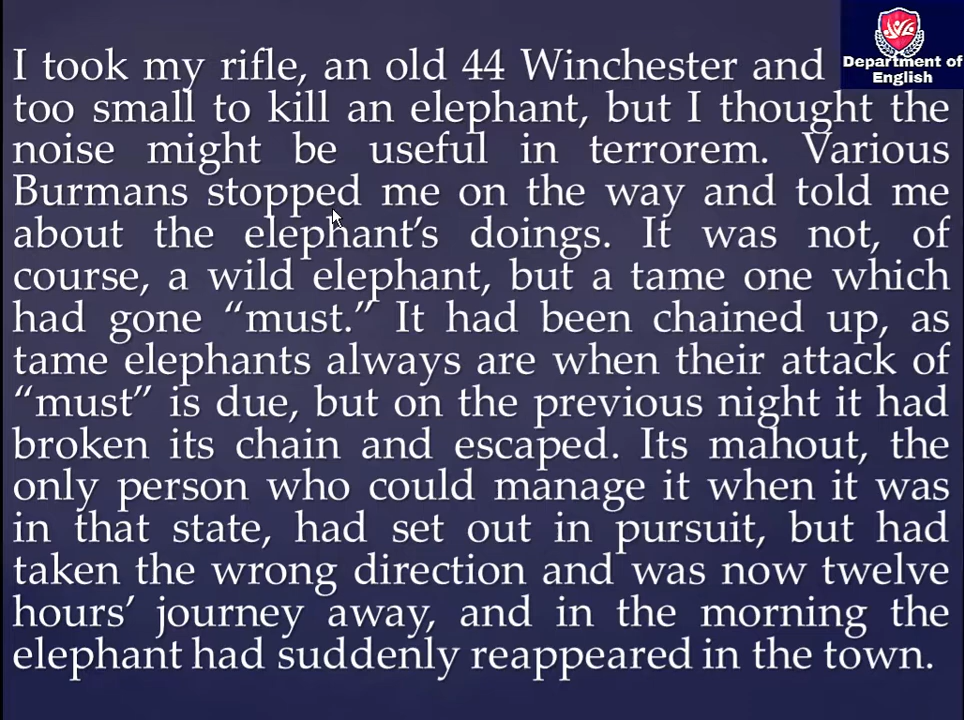 I took my rifle, an old 44 Winchester and
too small to kill an elephant, but I thought the
noise might be useful in terrorem. Various
Burmans stopped me on the way and told me
about the elephant's doings. It was not, of
course, a wild elephant, but a tame one which
had gone “must.” It had been chained up, as
tame elephants always are when their attack of
“must” is due, but on the previous night it had
broken its chain and escaped. Its mahout, the
only person who could manage it when it was
in that state, had set out in pursuit, but had
taken the wrong direction and was now twelve
hours’ journey away, and in the morning the
elephant had suddenly reappeared in the town.
Department of
English